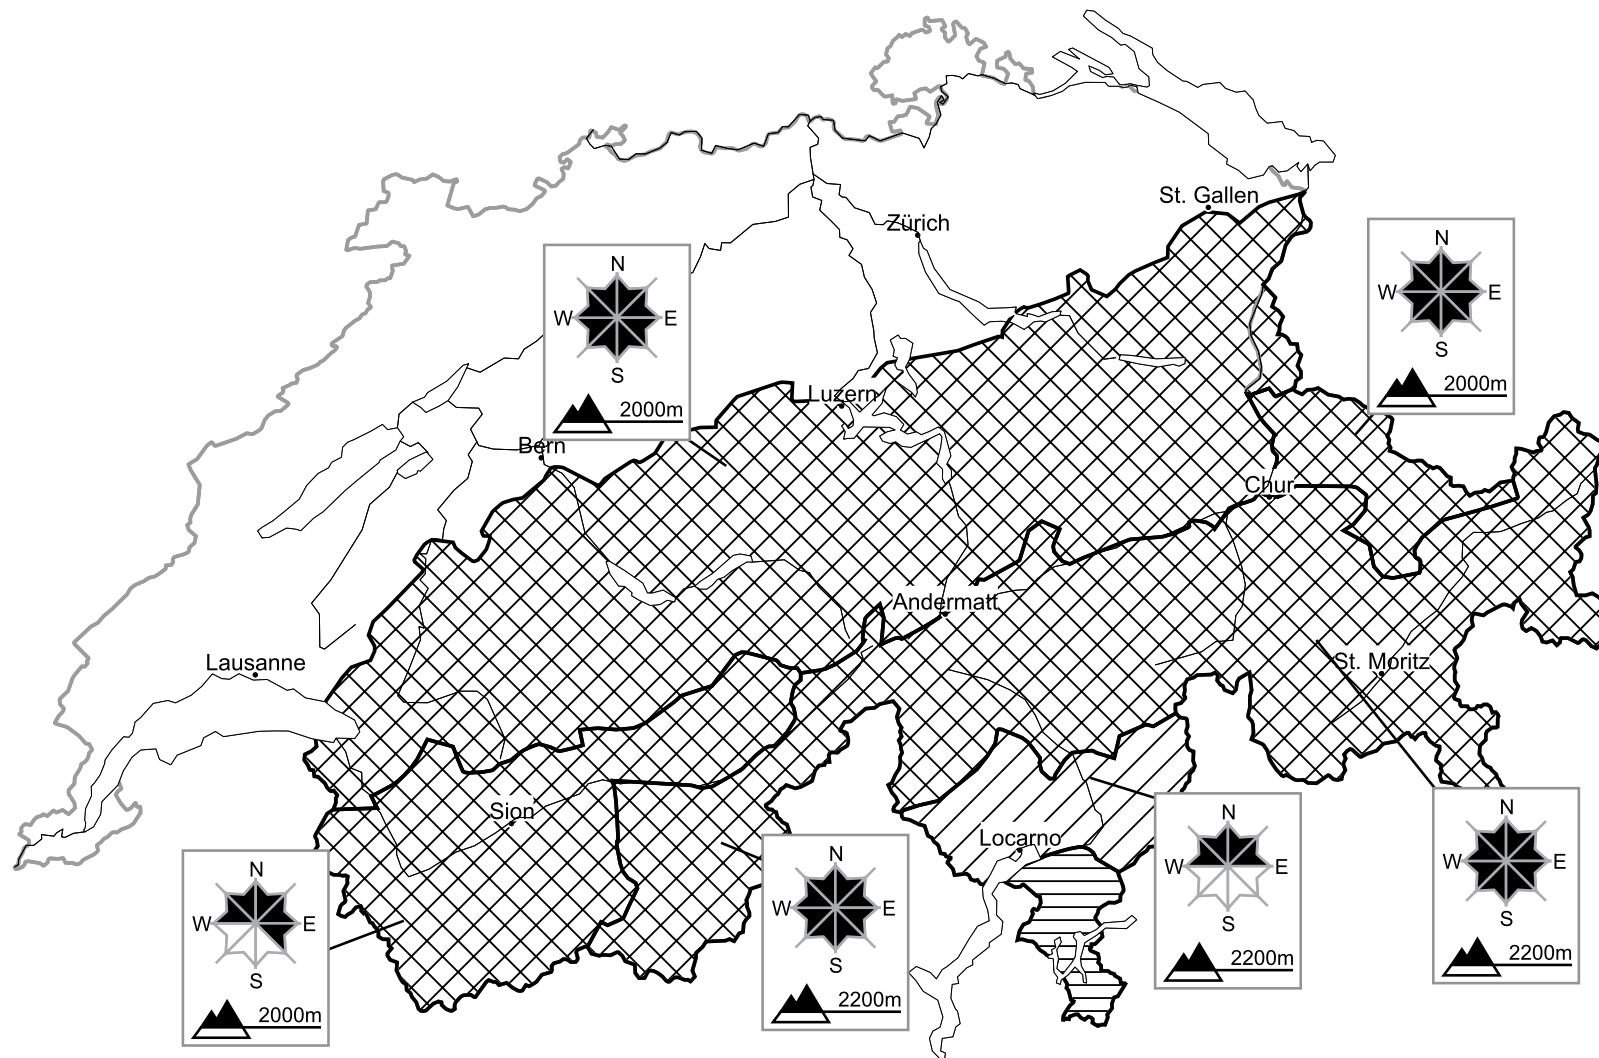 St. Gallen
Zürich
N
W E
S
2000m
N
W E
S
2000m
Luzern
Bern
Chur
Andermatt
Lausanne
St. Moritz
Sion
Locarno
N
W E
S
2000m
N
W E
S
2200m
N
W E
S
2200m
N
W E
S
2200m